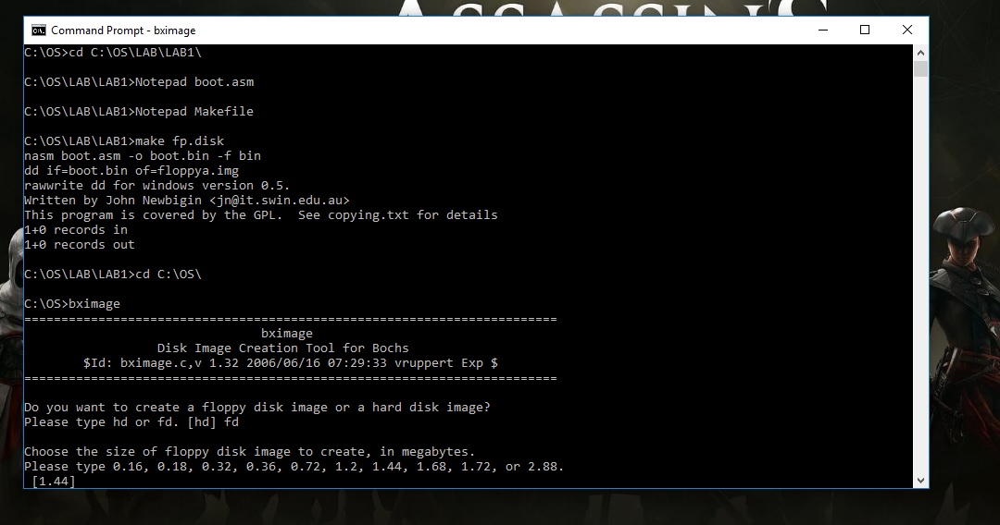 ASSASSIN'S
Command Prompt - bximage
C:\OS>cd C:\OS\LAB\LAB1\
C:\OS\LAB\LAB1>Notepad boot.asm
C:\OS\LAB\LAB1>Notepad Makefile
C:\OS\LAB\LAB1>make fp.disk
nasm boot.asm -o boot.bin -f bin
dd if=boot.bin of=floppya.img
rawwrite dd for windows version 0.5.
Written by John Newbigin <jn@it.swin.edu.au>
This program is covered by the GPL.  See copying.txt for details
1+0 records in
1+0 records out
C:\OS\LAB\LAB1>cd C:\OS\
C:\OS>bximage
========================================================================
bximage
Disk Image Creation Tool for Bochs
$Id: bximage.c,v 1.32 2006/06/16 07:29:33 vruppert Exp $
========================================================================
Do you want to create a floppy disk image or a hard disk image?
Please type hd or fd. [hd] fd
Choose the size of floppy disk image to create, in megabytes.
Please type 0.16, 0.18, 0.32, 0.36, 0.72, 1.2, 1.44, 1.68, 1.72, or 2.88.
[1.44]